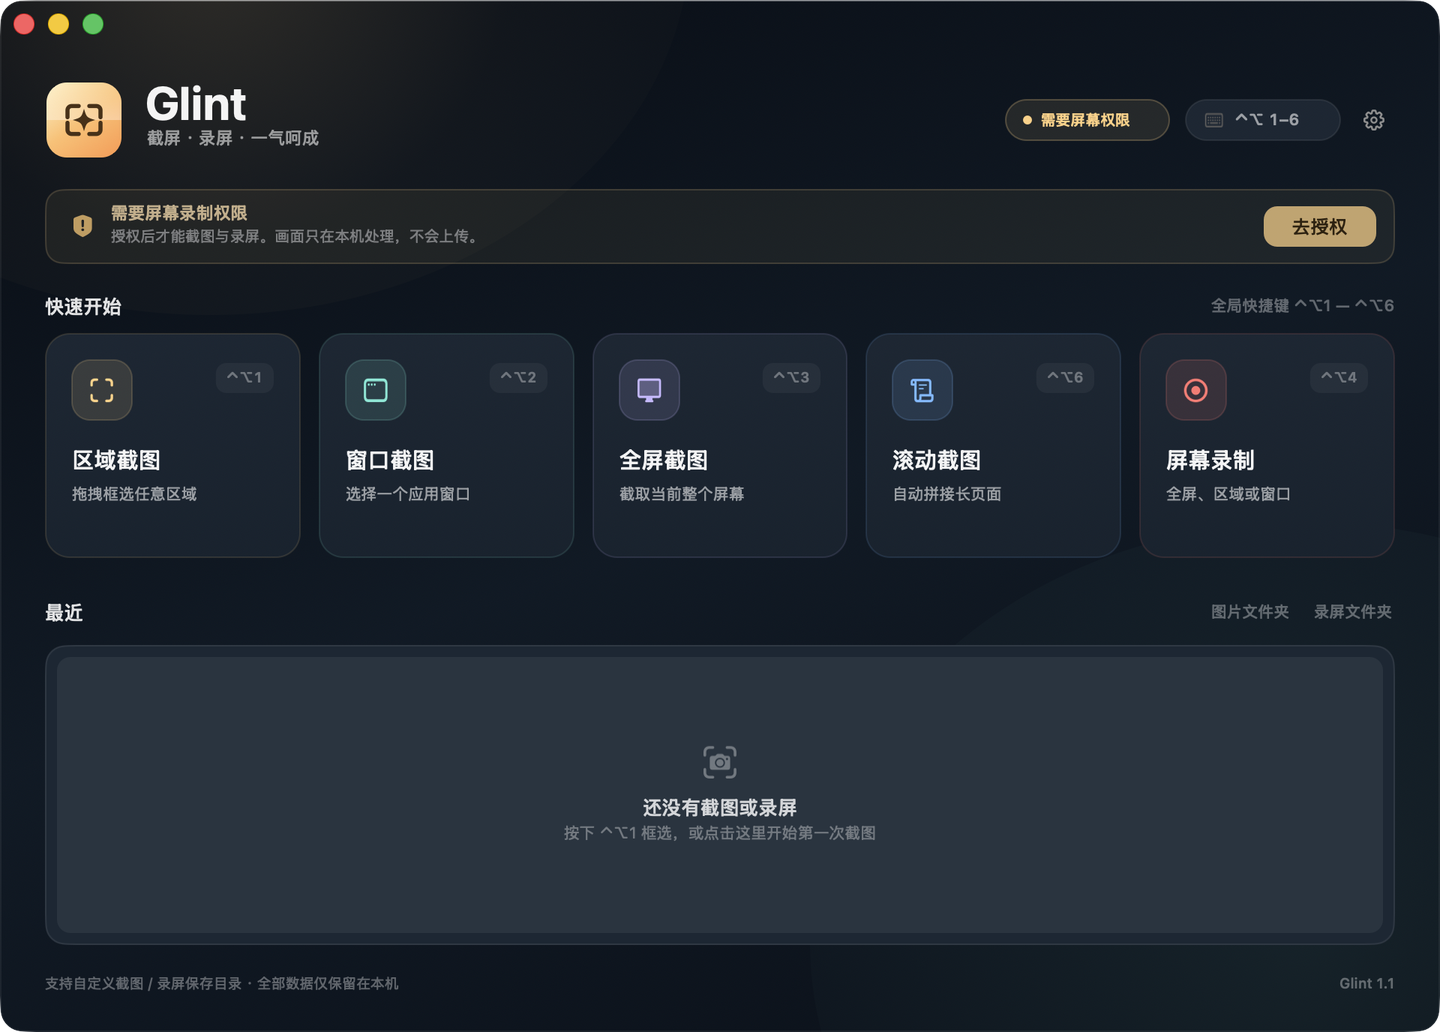 Glint
截屏 · 录屏 · 一气呵成
需要屏幕权限
^⌥ 1–6
需要屏幕录制权限
授权后才能截图与录屏。画面只在本机处理，不会上传。
去授权
快速开始
全局快捷键 ^⌥1 — ^⌥6
^⌥1
区域截图
拖拽框选任意区域
^⌥2
窗口截图
选择一个应用窗口
^⌥3
全屏截图
截取当前整个屏幕
^⌥6
滚动截图
自动拼接长页面
^⌥4
屏幕录制
全屏、区域或窗口
最近
图片文件夹
录屏文件夹
还没有截图或录屏
按下 ^⌥1 框选，或点击这里开始第一次截图
支持自定义截图 / 录屏保存目录 · 全部数据仅保留在本机
Glint 1.1